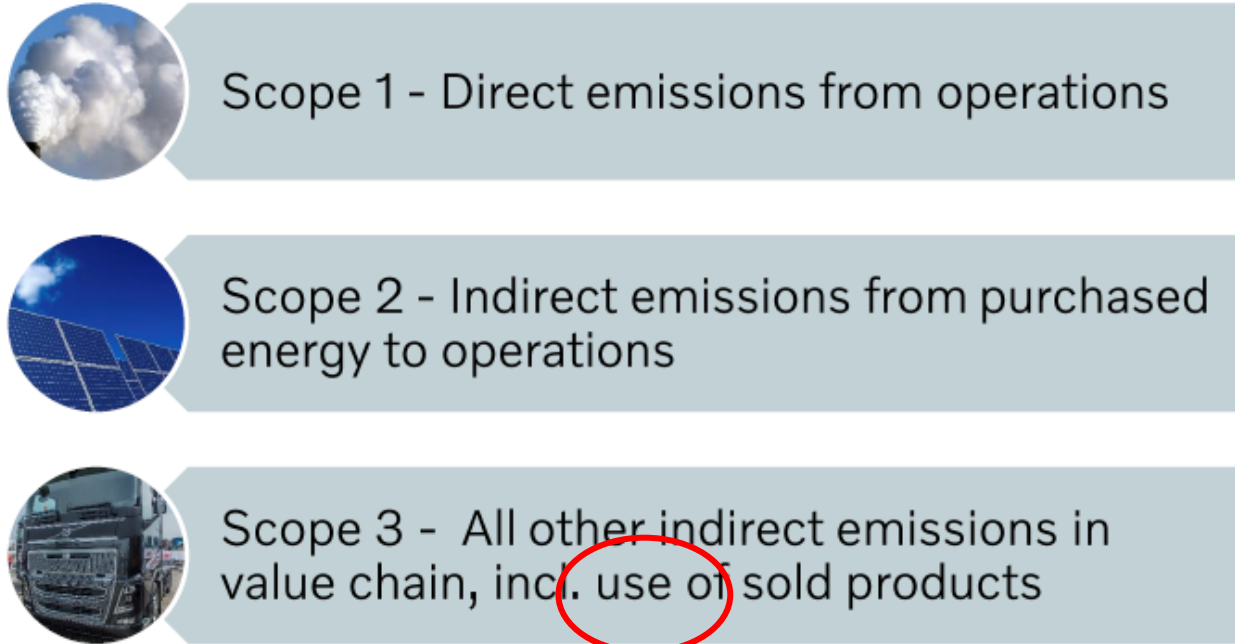 Scope 1 - Direct emissions from operations
Scope 2 - Indirect emissions from purchased
energy to operations
Scope 3 - All other indirect emissions in
value chain, incl. use of sold products